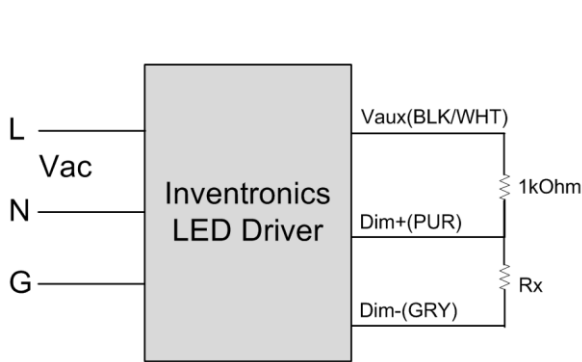 L
Vac
N
G
Inventronics
LED Driver
Vaux(BLK/WHT)
1kOhm
Dim+(PUR)
Rx
Dim-(GRY)